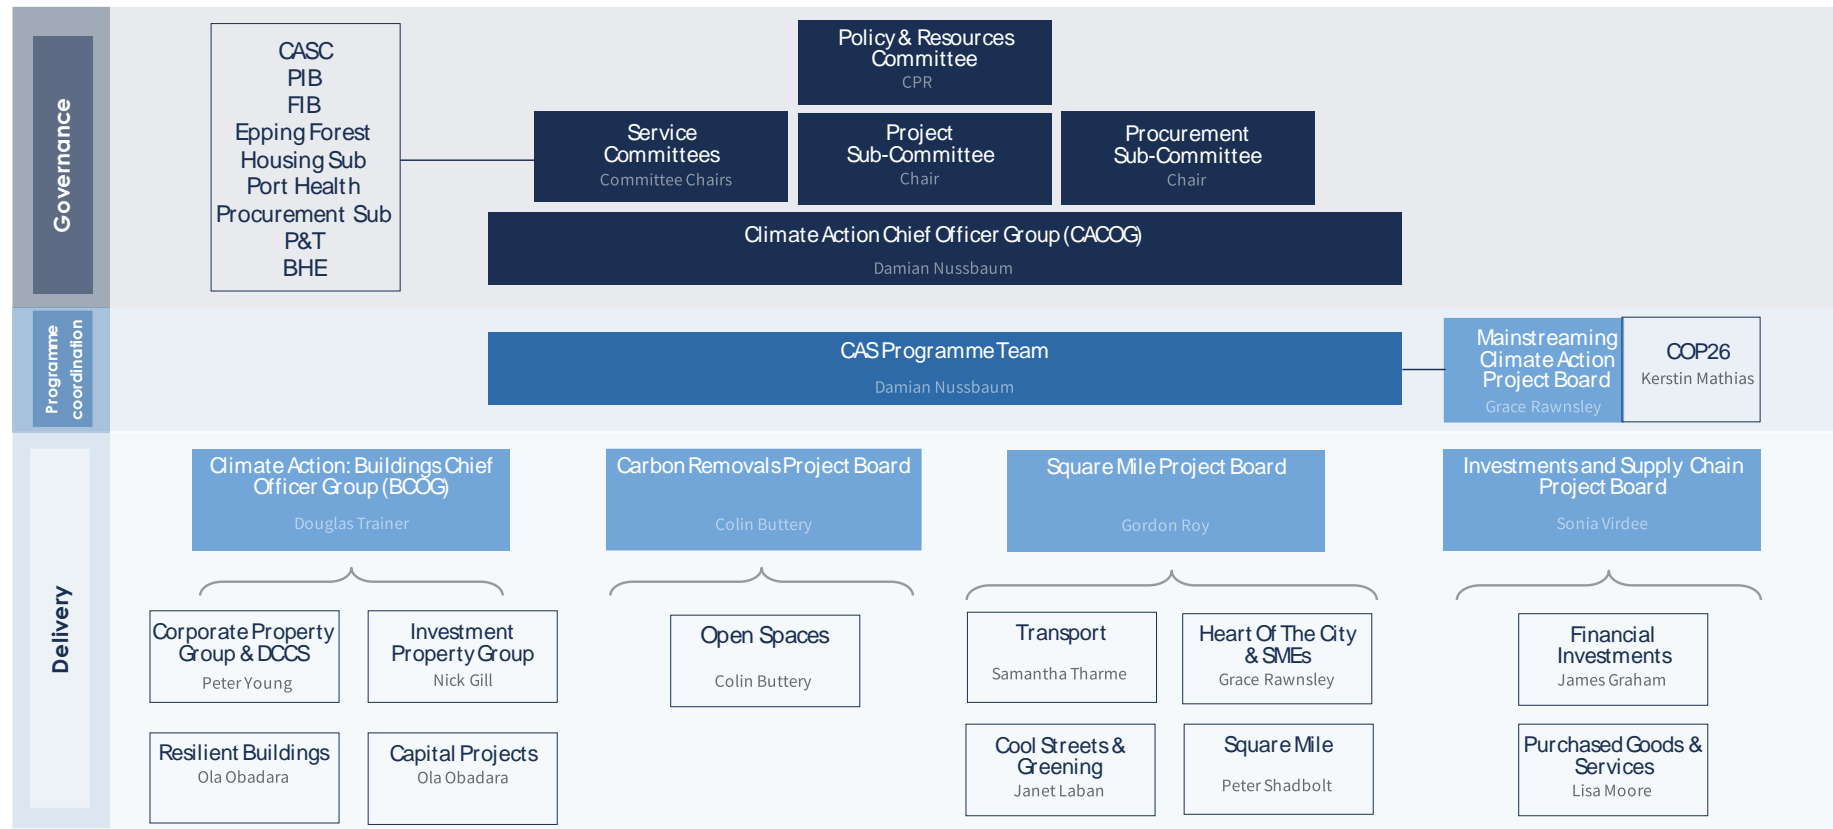 Governance
CASC
PIB
FIB
Epping Forest
Housing Sub
Port Health
Procurement Sub
P&T
BHE
Policy & Resources
Committee
CPR
Service
Committees
Committee Chairs
Project
Sub-Committee
Chair
Procurement
Sub-Committee
Chair
Climate Action Chief Officer Group (CACOG)
Damian Nussbaum
Programme
coordination
CAS Programme Team
Damian Nussbaum
Mainstreaming
Climate Action
Project Board
Grace Rawnsley
COP26
Kerstin Mathias
Delivery
Climate Action: Buildings Chief
Officer Group (BCOG)
Douglas Trainer
Carbon Removals Project Board
Colin Buttery
Square Mile Project Board
Gordon Roy
Investments and Supply Chain
Project Board
Sonia Virdee
Corporate Property
Group & DCCS
Peter Young
Investment
Property Group
Nick Gill
Open Spaces
Colin Buttery
Transport
Samantha Tharme
Heart Of The City
& SMEs
Grace Rawnsley
Financial
Investments
James Graham
Resilient Buildings
Ola Obadara
Capital Projects
Ola Obadara
Cool Streets &
Greening
Janet Laban
Square Mile
Peter Shadbolt
Purchased Goods &
Services
Lisa Moore